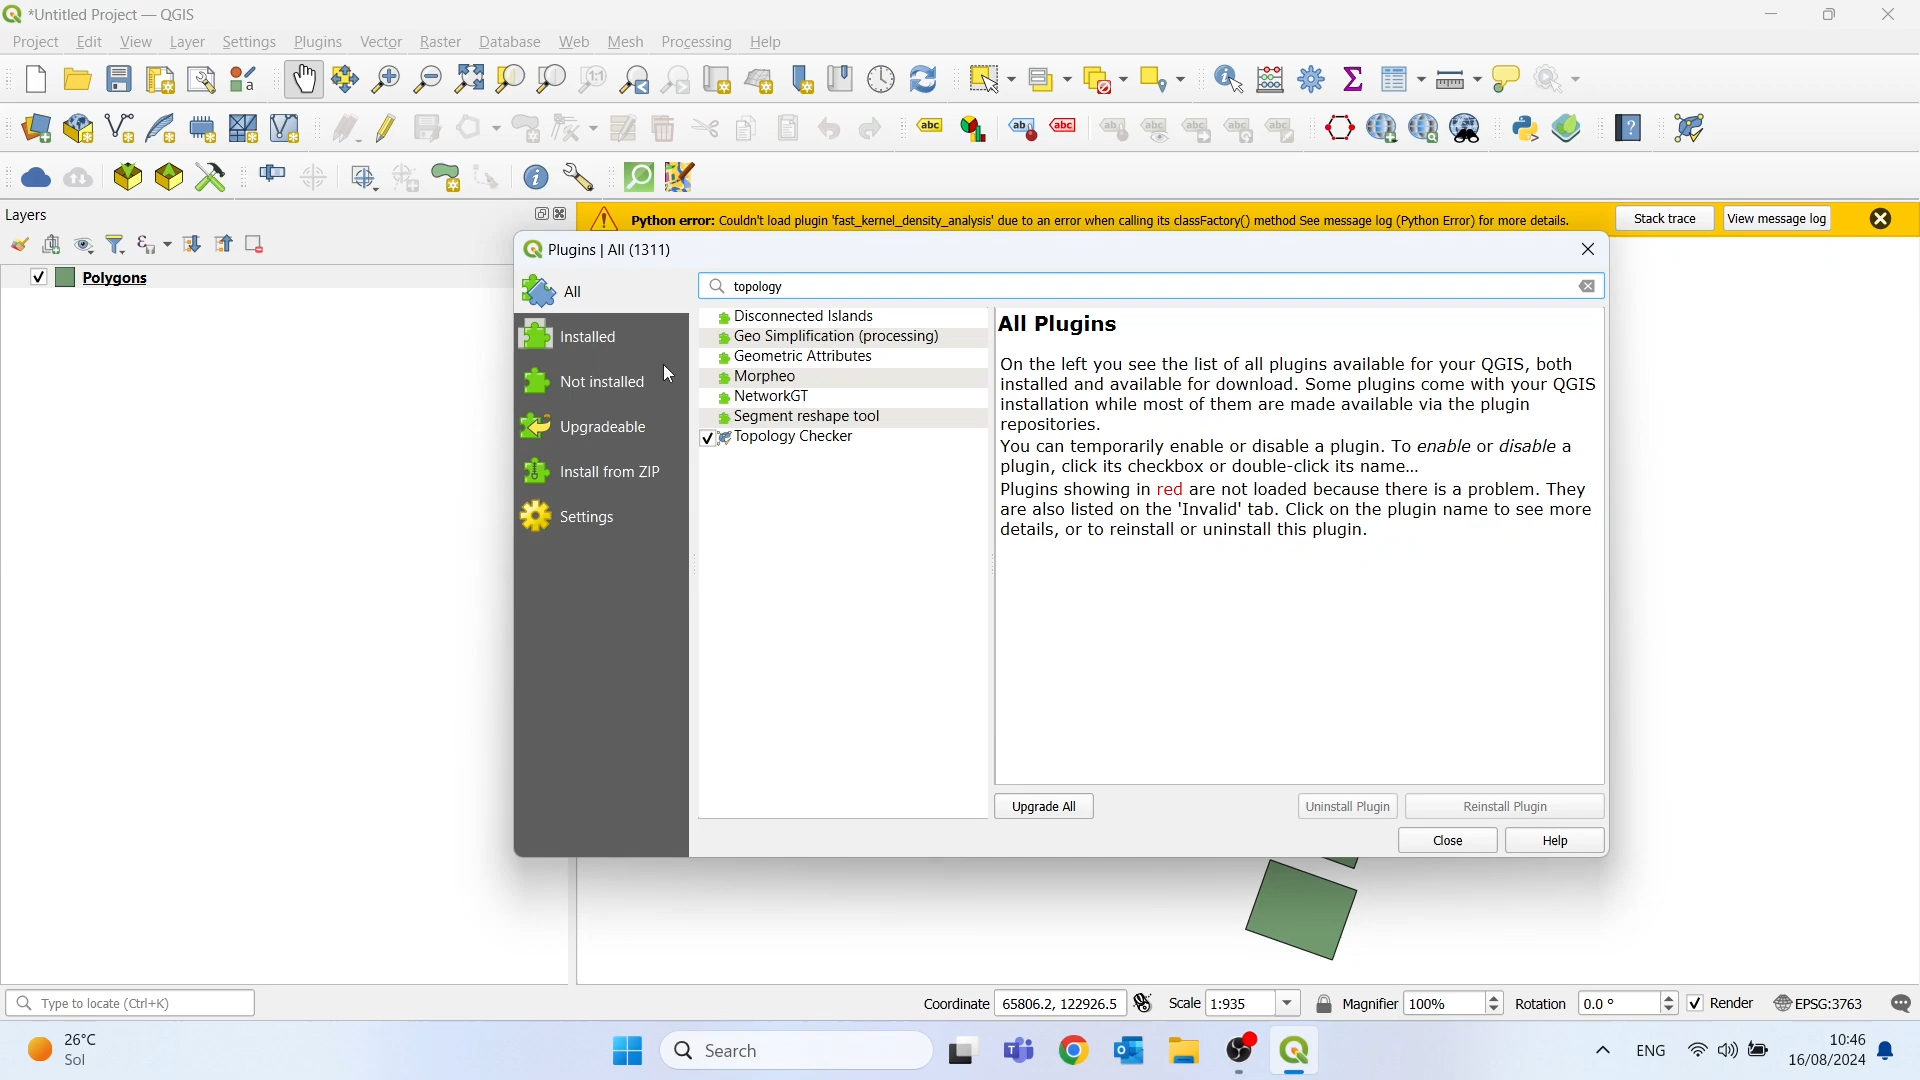 *Untitled Project — QGIS
Project Edit View Layer Settings Plugins Vector Raster Database Web Mesh Processing Help
Layers
Python error: Couldn't load plugin 'fast_kernel_density_analysis' due to an error when calling its classFactory() method See message log (Python Error) for more details.
Stack trace
View message log
Polygons
Plugins | All (1311)
All
Installed
Not installed
Upgradeable
Install from ZIP
Settings
topology
Disconnected Islands
Geo Simplification (processing)
Geometric Attributes
Morpheo
NetworkGT
Segment reshape tool
Topology Checker
All Plugins
On the left you see the list of all plugins available for your QGIS, both
installed and available for download. Some plugins come with your QGIS
installation while most of them are made available via the plugin
repositories.
You can temporarily enable or disable a plugin. To enable or disable a
plugin, click its checkbox or double-click its name...
Plugins showing in red are not loaded because there is a problem. They
are also listed on the 'Invalid' tab. Click on the plugin name to see more
details, or to reinstall or uninstall this plugin.
Upgrade All
Uninstall Plugin
Reinstall Plugin
Close
Help
Type to locate (Ctrl+K)
Coordinate 65806.2, 122926.5
Scale 1:935
Magnifier 100%
Rotation 0.0 °
Render
EPSG:3763
26°C
Sol
Search
ENG
10:46
16/08/2024